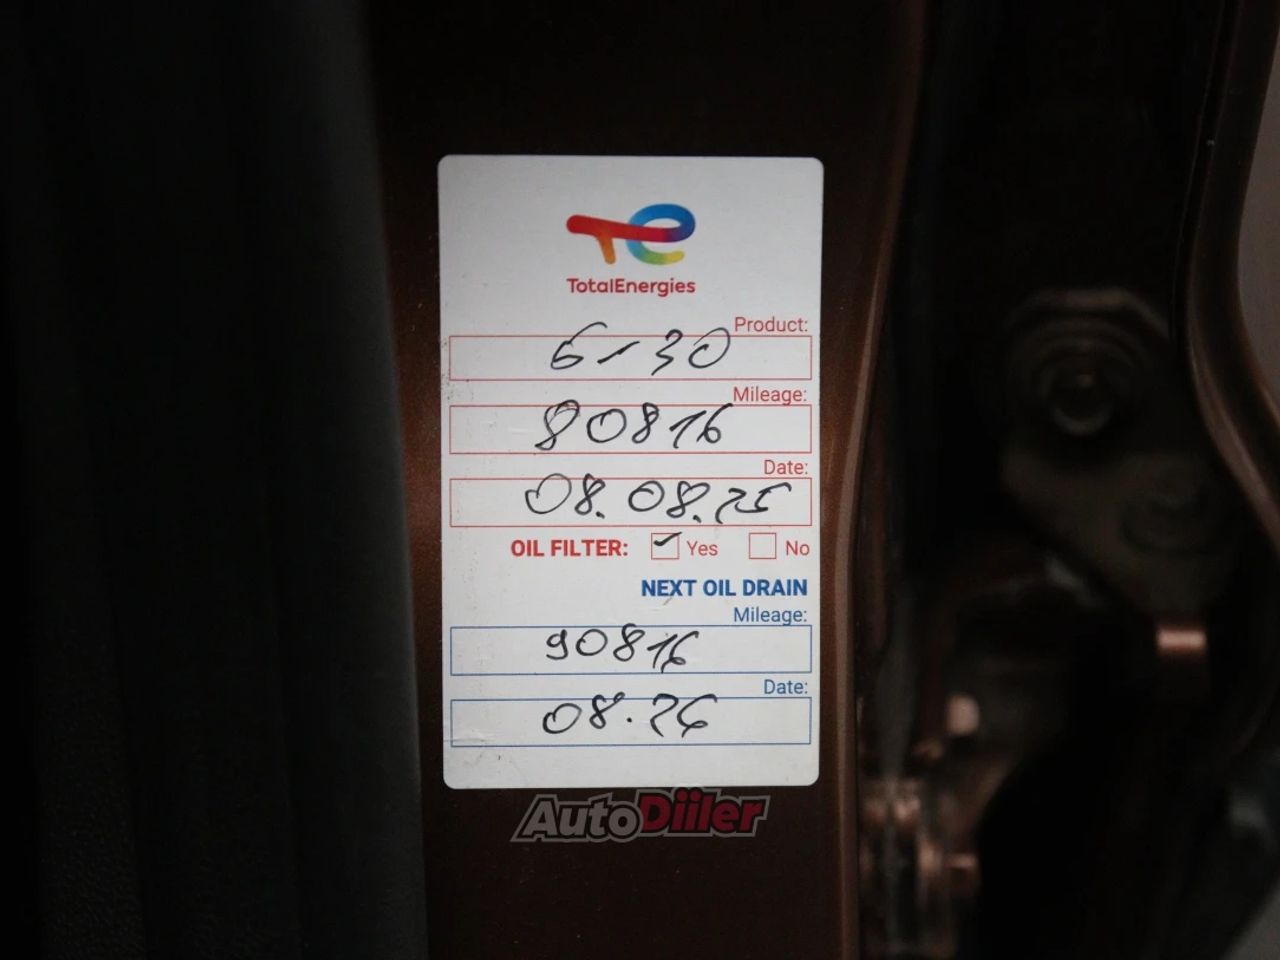 TotalEnergies
Product:
5-30
Mileage:
80816
Date:
08.08.25
OIL FILTER: Yes No
NEXT OIL DRAIN
Mileage:
90816
Date:
08.26
AutoDiiler